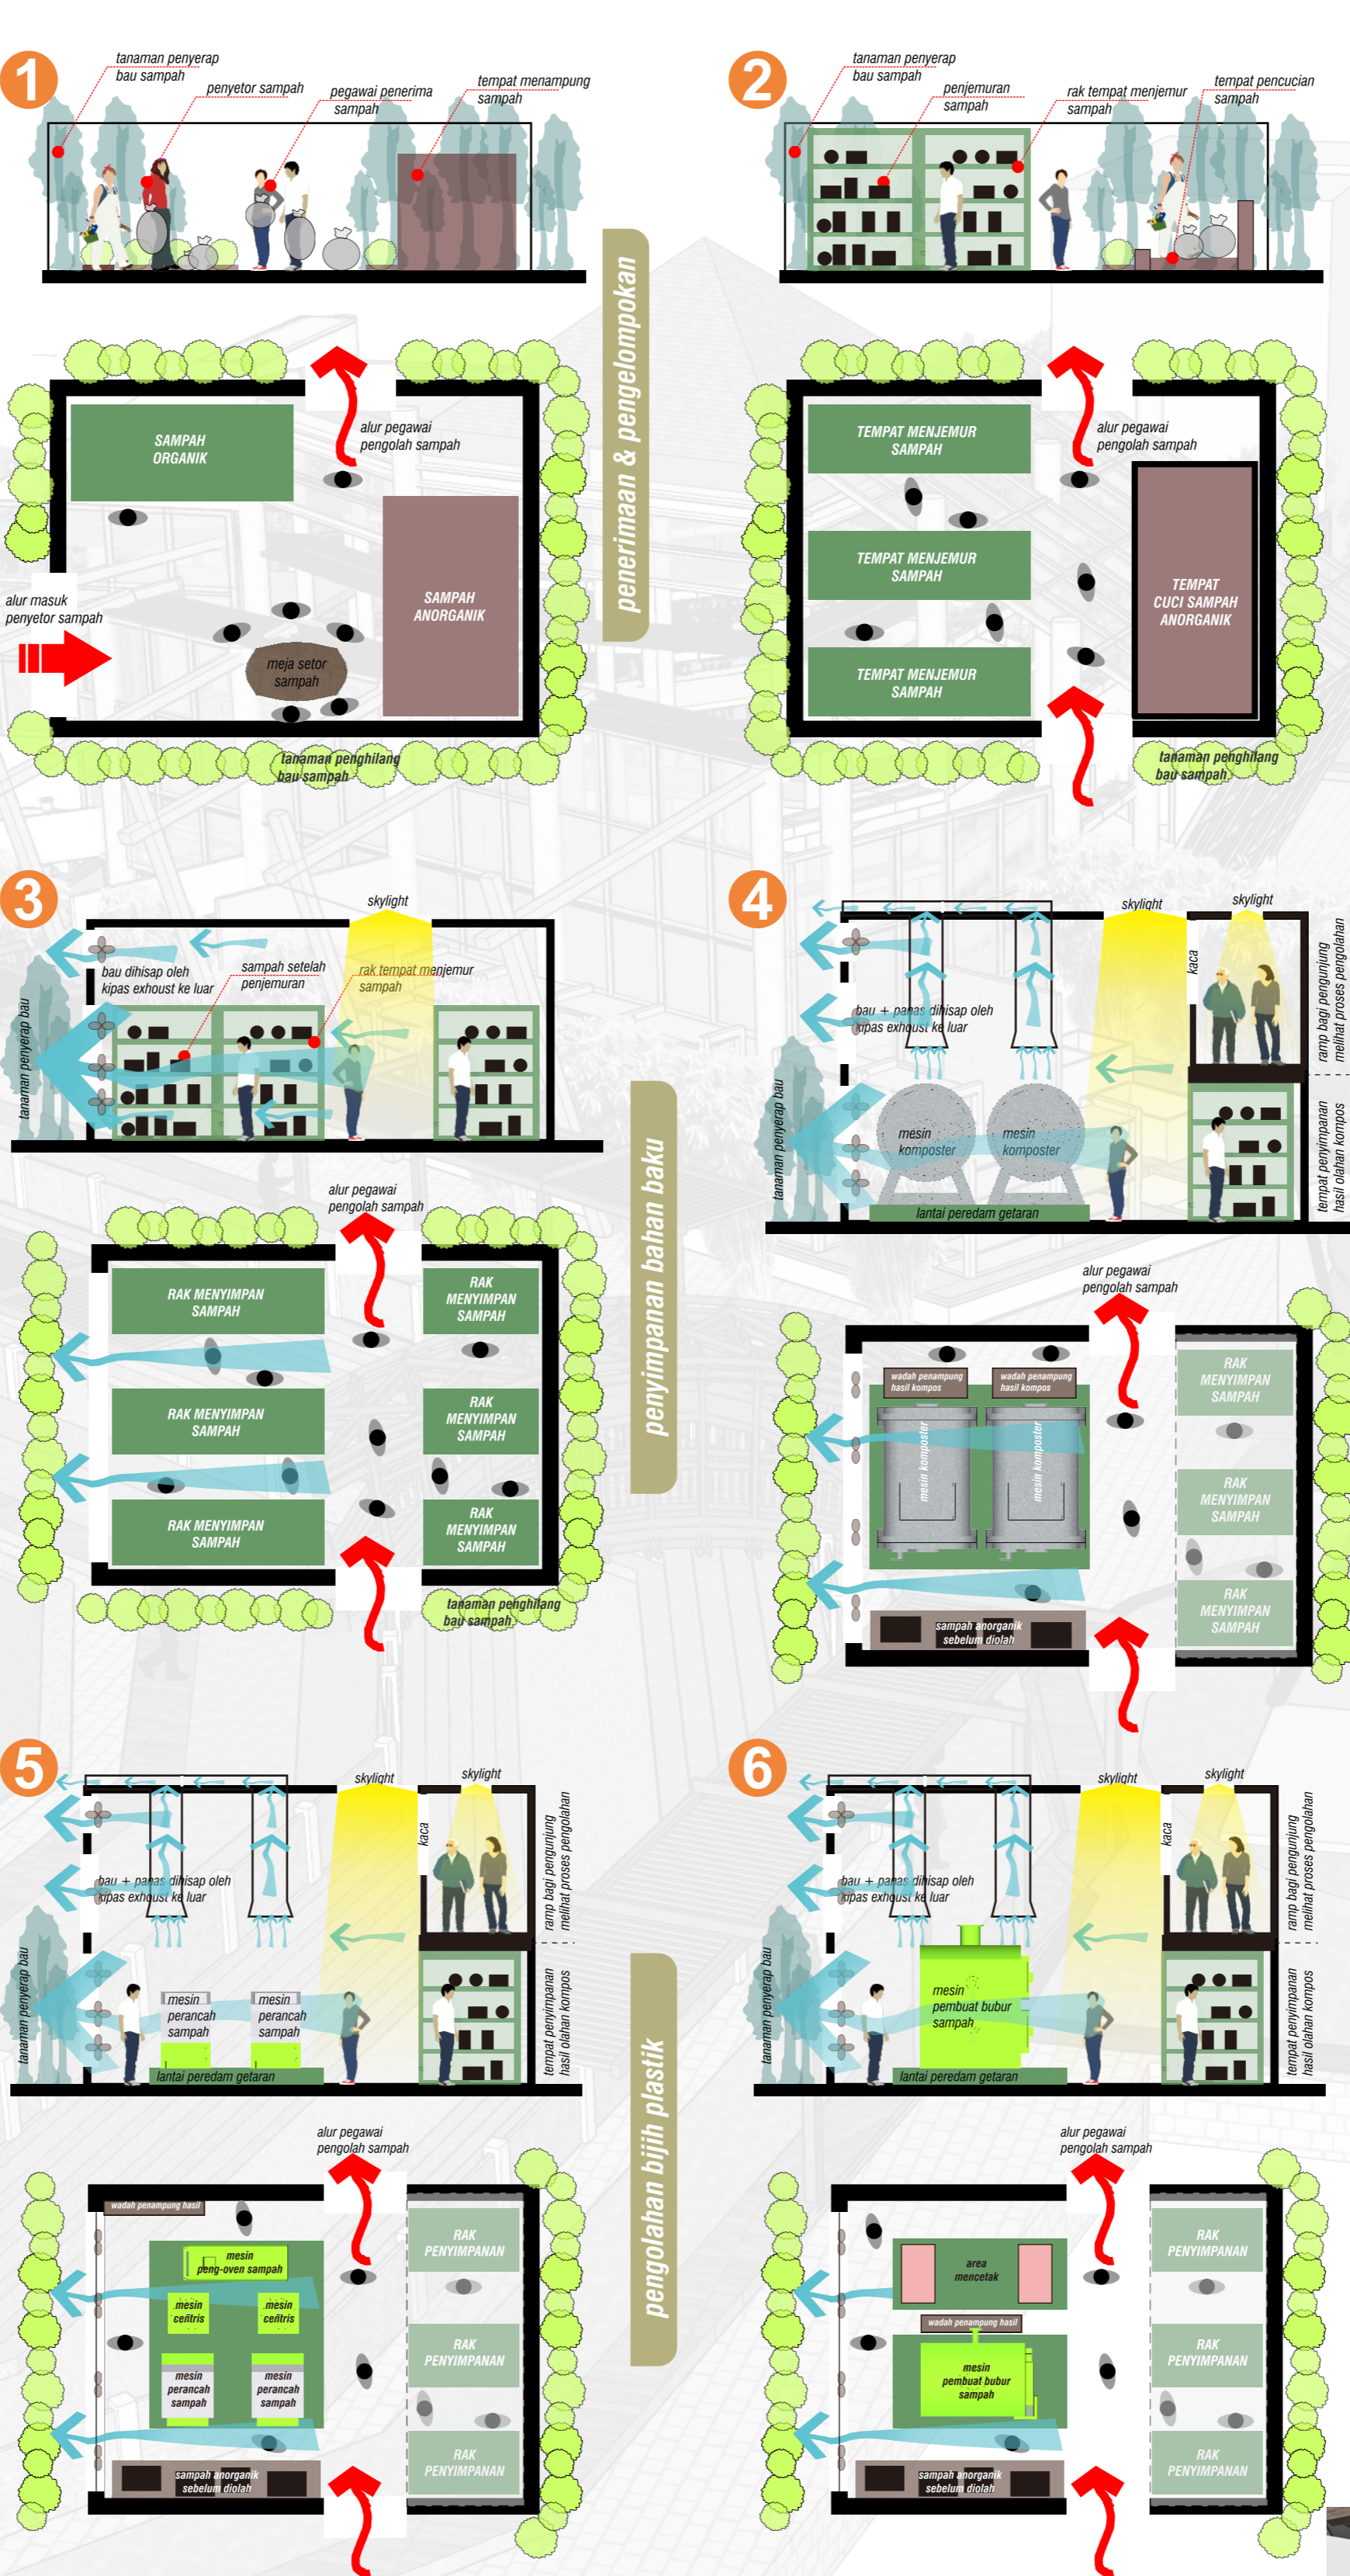 1
tanaman penyerap
bau sampah
penyetor sampah
pegawai penerima
sampah
tempat menampung
sampah
SAMPAH
ORGANIK
alur pegawai
pengolah sampah
alur masuk
penyetor sampah
SAMPAH
ANORGANIK
meja setor
sampah
tanaman penghilang
bau sampah
penerimaan & pengelompokan
2
tanaman penyerap
bau sampah
penjemuran
sampah
rak tempat menjemur
sampah
tempat pencucian
sampah
TEMPAT MENJEMUR
SAMPAH
alur pegawai
pengolah sampah
TEMPAT MENJEMUR
SAMPAH
TEMPAT
CUCI SAMPAH
ANORGANIK
TEMPAT MENJEMUR
SAMPAH
tanaman penghilang
bau sampah
3
skylight
bau dihisap oleh
kipas exhoust ke luar
sampah setelah
penjemuran
rak tempat menjemur
sampah
tanaman penyerap bau
alur pegawai
pengolah sampah
RAK MENYIMPAN
SAMPAH
RAK
MENYIMPAN
SAMPAH
RAK MENYIMPAN
SAMPAH
RAK
MENYIMPAN
SAMPAH
RAK MENYIMPAN
SAMPAH
RAK
MENYIMPAN
SAMPAH
tanaman penghilang
bau sampah
penyimpanan bahan baku
4
skylight
skylight
kaca
ramp bagi pengunjung
melihat proses pengolahan
bau + panas dihisap oleh
kipas exhoust ke luar
tanaman penyerap bau
mesin
komposter
mesin
komposter
lantai peredam getaran
tempat penyimpanan
hasil olahan kompos
alur pegawai
pengolah sampah
wadah penampung
hasil kompos
wadah penampung
hasil kompos
RAK
MENYIMPAN
SAMPAH
mesin komposter
mesin komposter
RAK
MENYIMPAN
SAMPAH
RAK
MENYIMPAN
SAMPAH
sampah anorganik
sebelum diolah
5
skylight
skylight
kaca
ramp bagi pengunjung
melihat proses pengolahan
bau + panas dihisap oleh
kipas exhoust ke luar
tanaman penyerap bau
mesin
perancah
sampah
mesin
perancah
sampah
lantai peredam getaran
tempat penyimpanan
hasil olahan kompos
alur pegawai
pengolah sampah
wadah penampung hasil
mesin
peng-oven sampah
mesin
centris
mesin
centris
mesin
perancah
sampah
mesin
perancah
sampah
sampah anorganik
sebelum diolah
RAK
PENYIMPANAN
RAK
PENYIMPANAN
RAK
PENYIMPANAN
pengolahan bijih plastik
6
skylight
skylight
kaca
ramp bagi pengunjung
melihat proses pengolahan
bau + panas dihisap oleh
kipas exhoust ke luar
tanaman penyerap bau
mesin
pembuat bubur
sampah
lantai peredam getaran
tempat penyimpanan
hasil olahan kompos
alur pegawai
pengolah sampah
area
mencetak
wadah penampung hasil
mesin
pembuat bubur
sampah
sampah anorganik
sebelum diolah
RAK
PENYIMPANAN
RAK
PENYIMPANAN
RAK
PENYIMPANAN